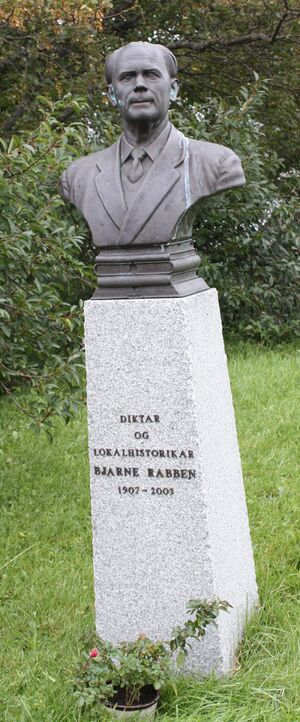 DIKTAR
OG
LOKALHISTORIKAR
BJARNE RABBEN
1907-2003